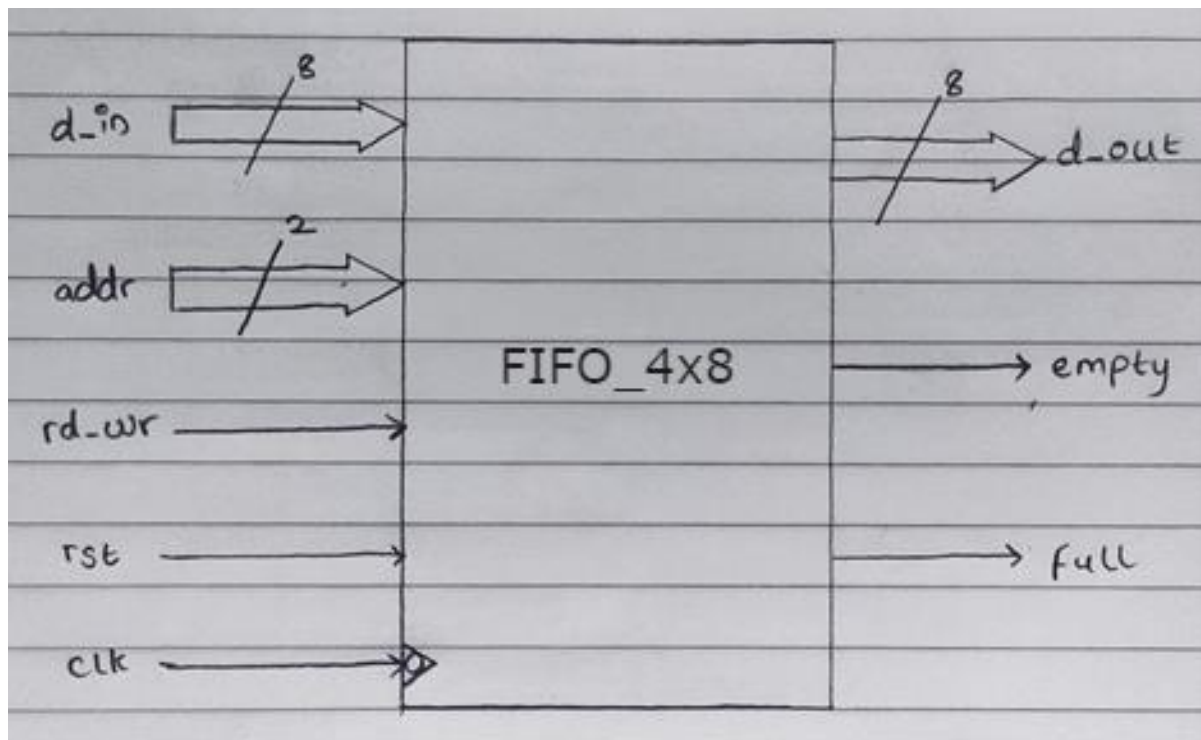 8
d_in
8
d_out
2
addr
FIFO_4x8
empty
rd_wr
rst
full
clk